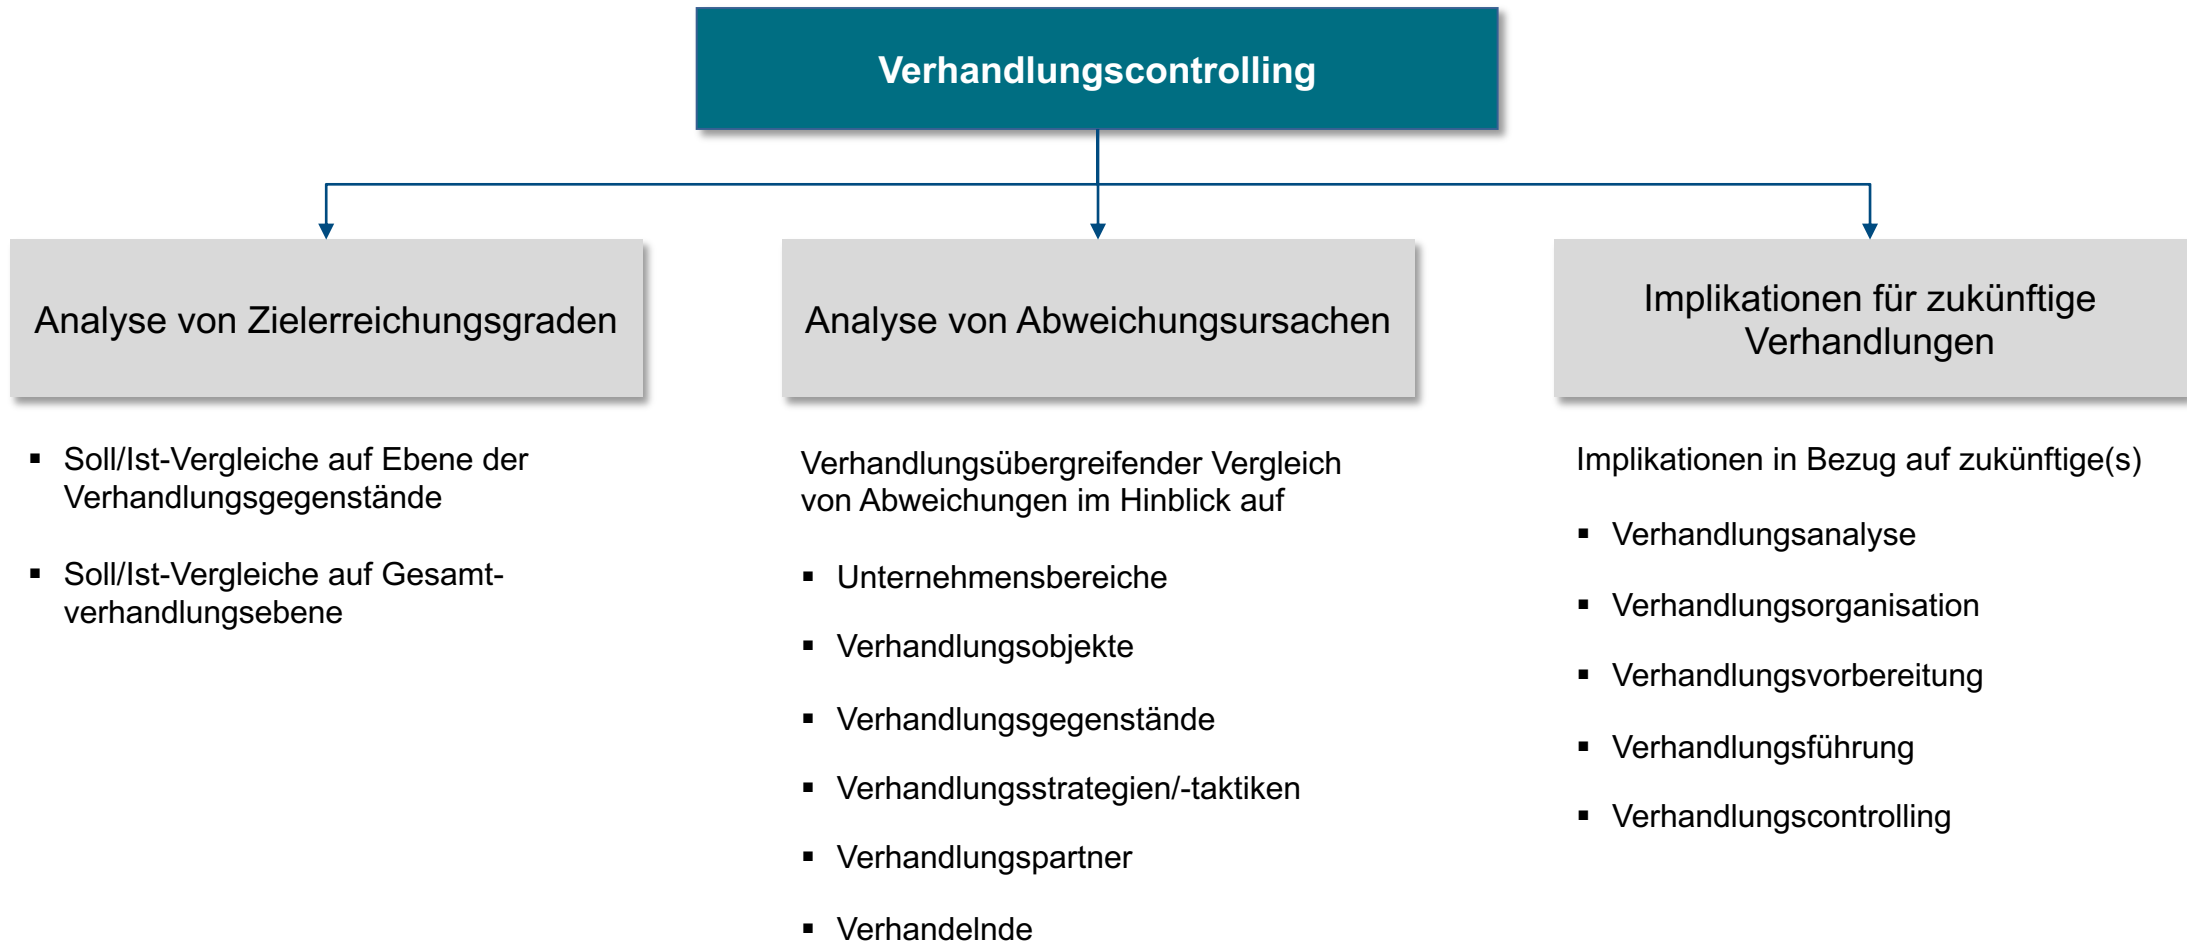 Verhandlungscontrolling
Analyse von Zielerreichungsgraden
▪ Soll/Ist-Vergleiche auf Ebene der
Verhandlungsgegenstände
▪ Soll/Ist-Vergleiche auf Gesamt-
verhandlungsebene
Analyse von Abweichungsursachen
Verhandlungsübergreifender Vergleich
von Abweichungen im Hinblick auf
▪ Unternehmensbereiche
▪ Verhandlungsobjekte
▪ Verhandlungsgegenstände
▪ Verhandlungsstrategien/-taktiken
▪ Verhandlungspartner
▪ Verhandelnde
Implikationen für zukünftige
Verhandlungen
Implikationen in Bezug auf zukünftige(s)
▪ Verhandlungsanalyse
▪ Verhandlungsorganisation
▪ Verhandlungsvorbereitung
▪ Verhandlungsführung
▪ Verhandlungscontrolling